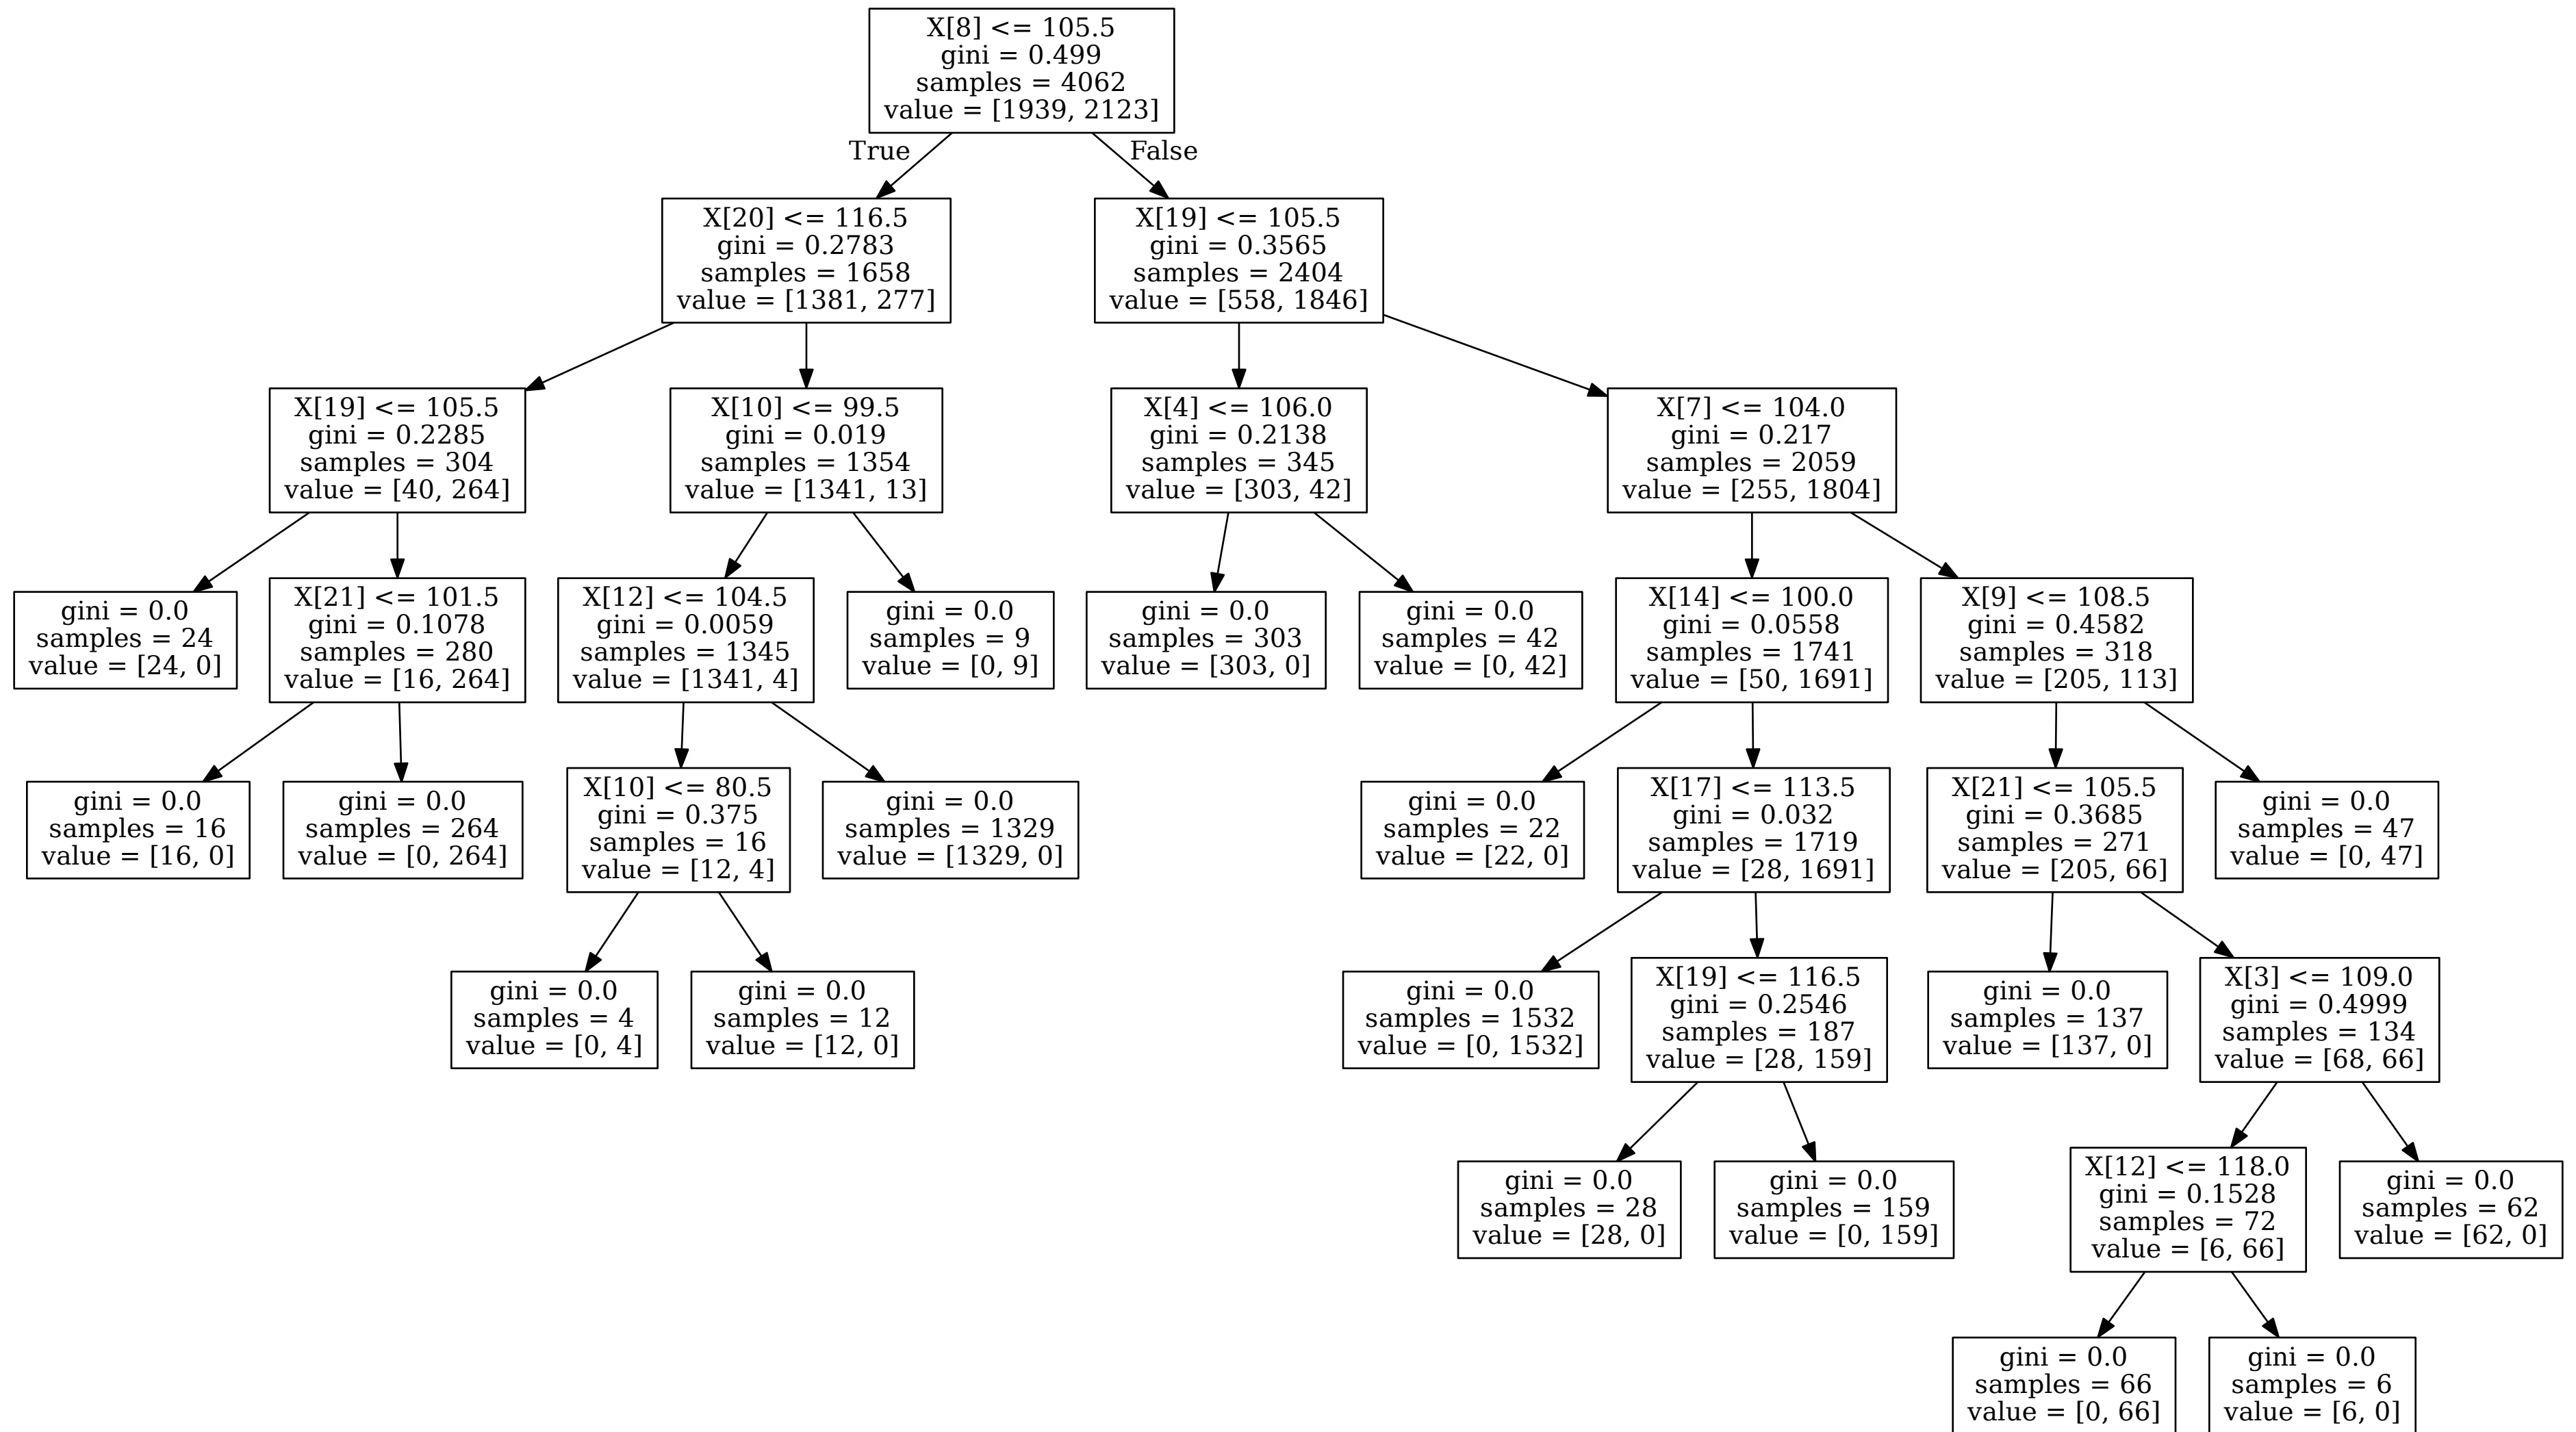 X[8] <= 105.5
gini = 0.499
samples = 4062
value = [1939, 2123]
True
False
X[20] <= 116.5
gini = 0.2783
samples = 1658
value = [1381, 277]
X[19] <= 105.5
gini = 0.3565
samples = 2404
value = [558, 1846]
X[19] <= 105.5
gini = 0.2285
samples = 304
value = [40, 264]
X[10] <= 99.5
gini = 0.019
samples = 1354
value = [1341, 13]
X[4] <= 106.0
gini = 0.2138
samples = 345
value = [303, 42]
X[7] <= 104.0
gini = 0.217
samples = 2059
value = [255, 1804]
gini = 0.0
samples = 24
value = [24, 0]
X[21] <= 101.5
gini = 0.1078
samples = 280
value = [16, 264]
X[12] <= 104.5
gini = 0.0059
samples = 1345
value = [1341, 4]
gini = 0.0
samples = 9
value = [0, 9]
gini = 0.0
samples = 303
value = [303, 0]
gini = 0.0
samples = 42
value = [0, 42]
X[14] <= 100.0
gini = 0.0558
samples = 1741
value = [50, 1691]
X[9] <= 108.5
gini = 0.4582
samples = 318
value = [205, 113]
gini = 0.0
samples = 16
value = [16, 0]
gini = 0.0
samples = 264
value = [0, 264]
X[10] <= 80.5
gini = 0.375
samples = 16
value = [12, 4]
gini = 0.0
samples = 1329
value = [1329, 0]
gini = 0.0
samples = 22
value = [22, 0]
X[17] <= 113.5
gini = 0.032
samples = 1719
value = [28, 1691]
X[21] <= 105.5
gini = 0.3685
samples = 271
value = [205, 66]
gini = 0.0
samples = 47
value = [0, 47]
gini = 0.0
samples = 4
value = [0, 4]
gini = 0.0
samples = 12
value = [12, 0]
gini = 0.0
samples = 1532
value = [0, 1532]
X[19] <= 116.5
gini = 0.2546
samples = 187
value = [28, 159]
gini = 0.0
samples = 137
value = [137, 0]
X[3] <= 109.0
gini = 0.4999
samples = 134
value = [68, 66]
gini = 0.0
samples = 28
value = [28, 0]
gini = 0.0
samples = 159
value = [0, 159]
X[12] <= 118.0
gini = 0.1528
samples = 72
value = [6, 66]
gini = 0.0
samples = 62
value = [62, 0]
gini = 0.0
samples = 66
value = [0, 66]
gini = 0.0
samples = 6
value = [6, 0]